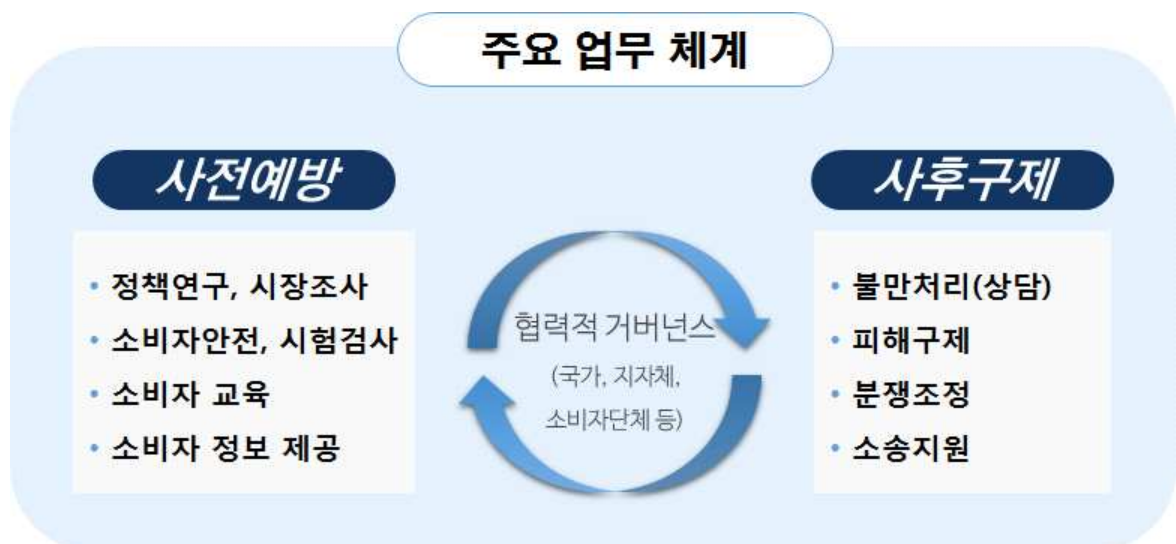 주요 업무 체계
사전예방
• 정책연구, 시장조사
• 소비자안전, 시험검사
• 소비자 교육
• 소비자 정보 제공
협력적 거버넌스
(국가, 지자체,
소비자단체 등)
사후구제
• 불만처리(상담)
• 피해구제
• 분쟁조정
• 소송지원